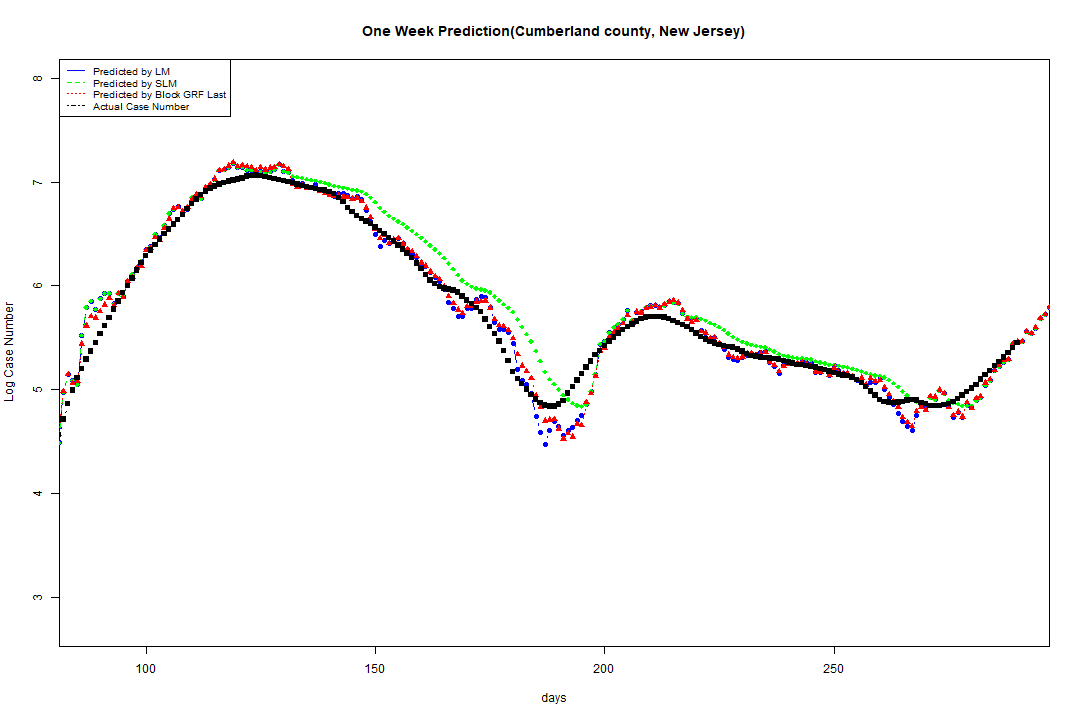 One Week Prediction(Cumberland county, New Jersey)
Predicted by LM
Predicted by SLM
Predicted by Block GRF Last
Actual Case Number
Log Case Number
8
7
6
5
4
3
100 150 200 250
days